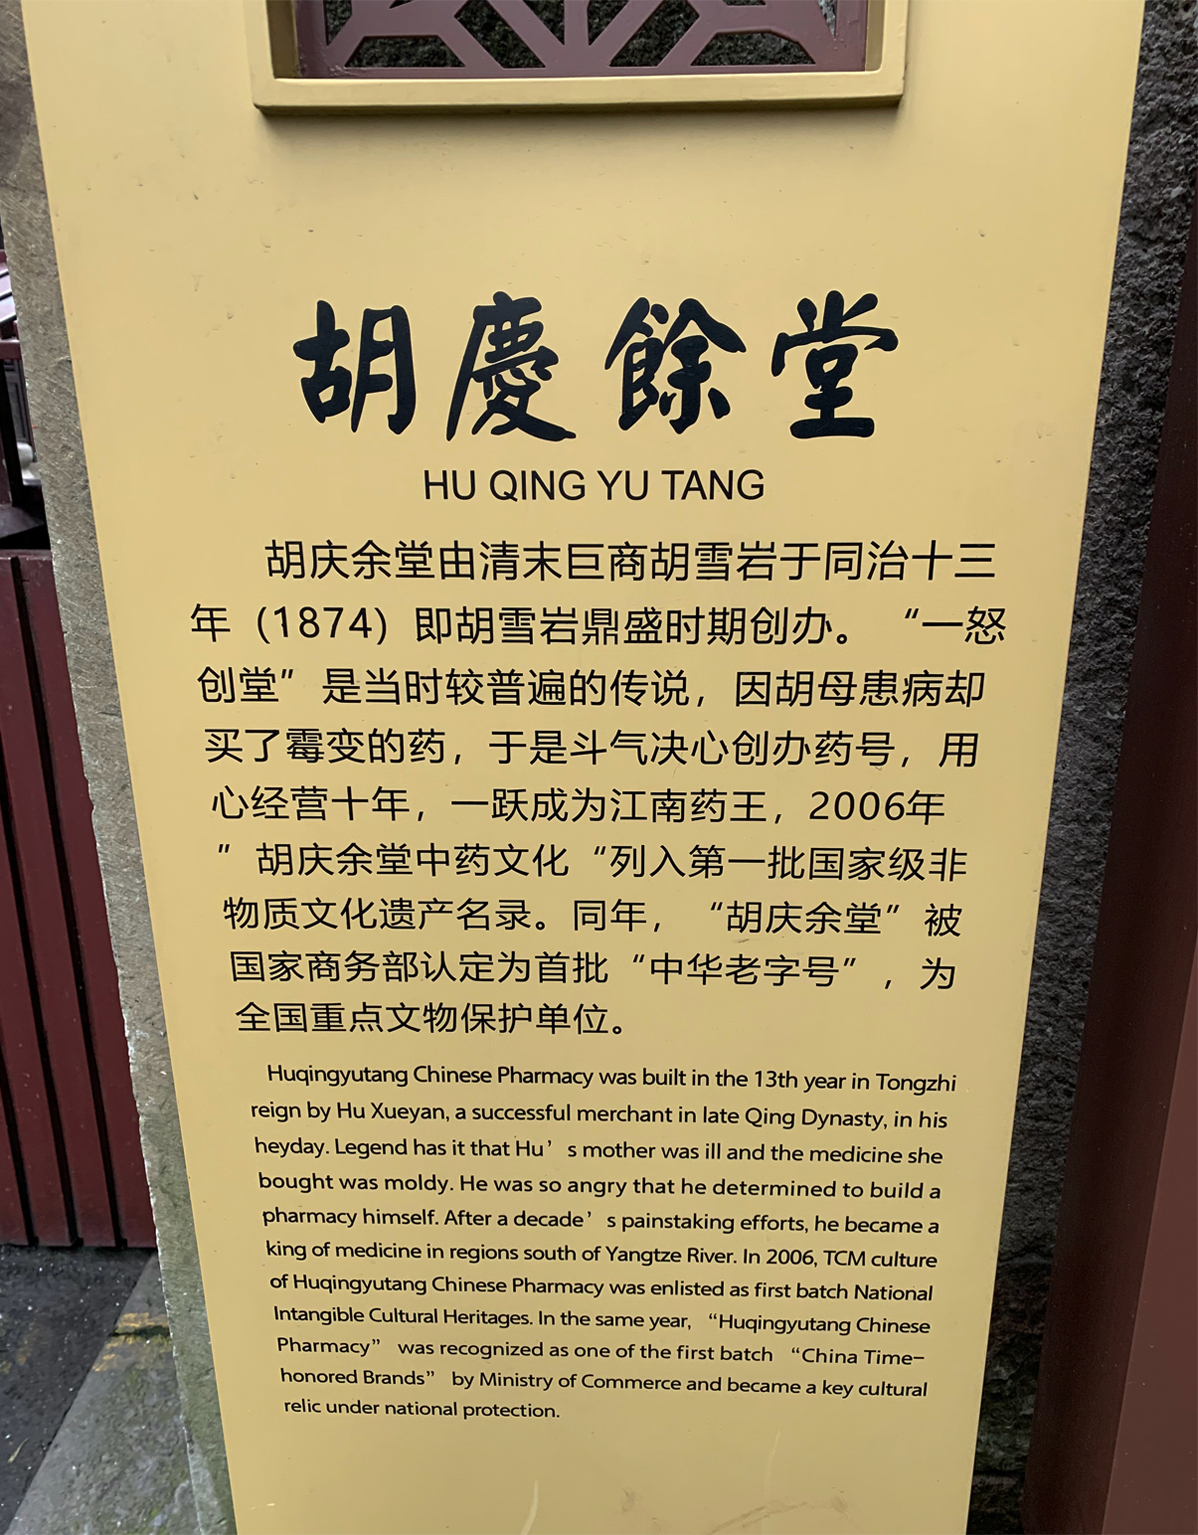 胡慶餘堂
HU QING YU TANG
胡庆余堂由清末巨商胡雪岩于同治十三
年（1874）即胡雪岩鼎盛时期创办。“一怒
创堂”是当时较普遍的传说，因胡母患病却
买了霉变的药，于是斗气决心创办药号，用
心经营十年，一跃成为江南药王，2006年
”胡庆余堂中药文化“列入第一批国家级非
物质文化遗产名录。同年，“胡庆余堂”被
国家商务部认定为首批“中华老字号”，为
全国重点文物保护单位。
Huqingyutang Chinese Pharmacy was built in the 13th year in Tongzhi
reign by Hu Xueyan, a successful merchant in late Qing Dynasty, in his
heyday. Legend has it that Hu’s mother was ill and the medicine she
bought was moldy. He was so angry that he determined to build a
pharmacy himself. After a decade’s painstaking efforts, he became a
king of medicine in regions south of Yangtze River. In 2006, TCM culture
of Huqingyutang Chinese Pharmacy was enlisted as first batch National
Intangible Cultural Heritages. In the same year, “Huqingyutang Chinese
Pharmacy” was recognized as one of the first batch “China Time-
honored Brands” by Ministry of Commerce and became a key cultural
relic under national protection.